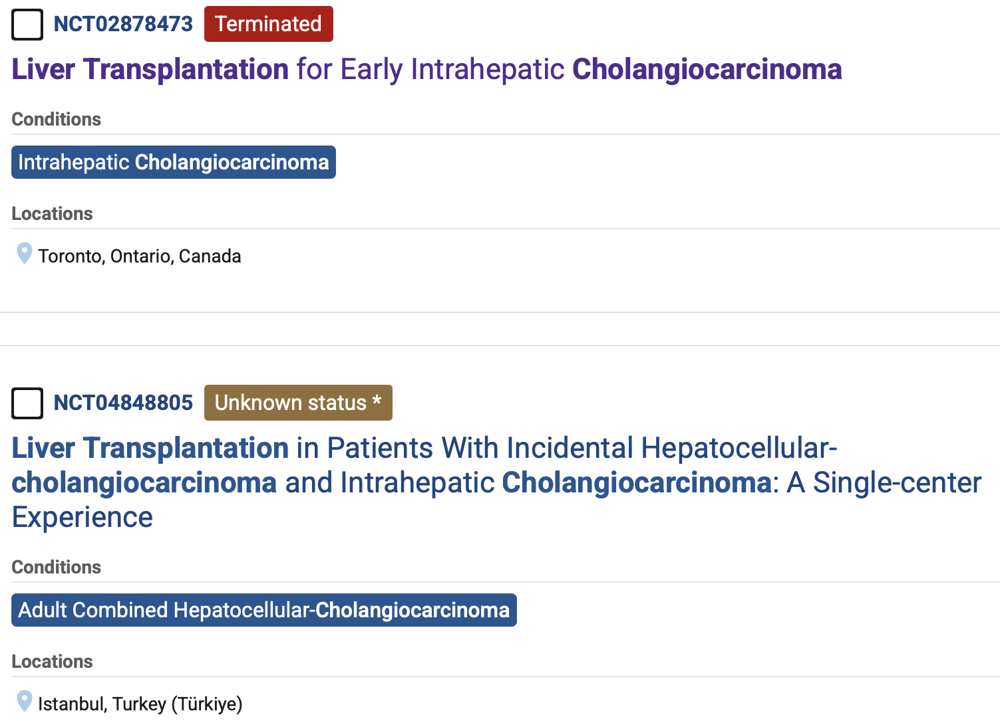 NCT02878473 Terminated
Liver Transplantation for Early Intrahepatic Cholangiocarcinoma
Conditions
Intrahepatic Cholangiocarcinoma
Locations
Toronto, Ontario, Canada
NCT04848805 Unknown status *
Liver Transplantation in Patients With Incidental Hepatocellular-
cholangiocarcinoma and Intrahepatic Cholangiocarcinoma: A Single-center
Experience
Conditions
Adult Combined Hepatocellular-Cholangiocarcinoma
Locations
Istanbul, Turkey (Türkiye)